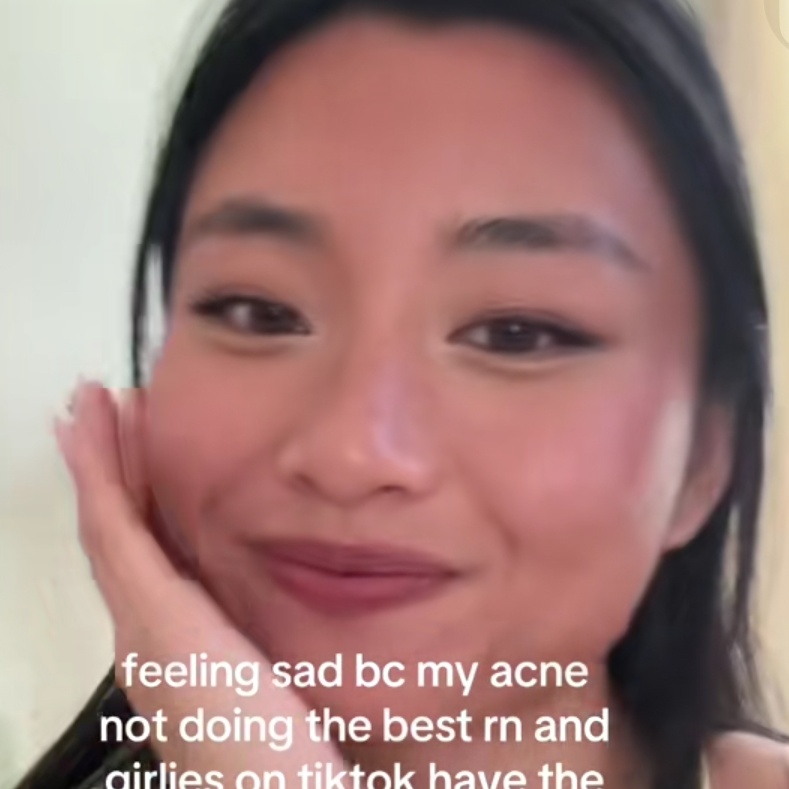 feeling sad bc my acne
not doing the best rn and
girlies on tiktok have the